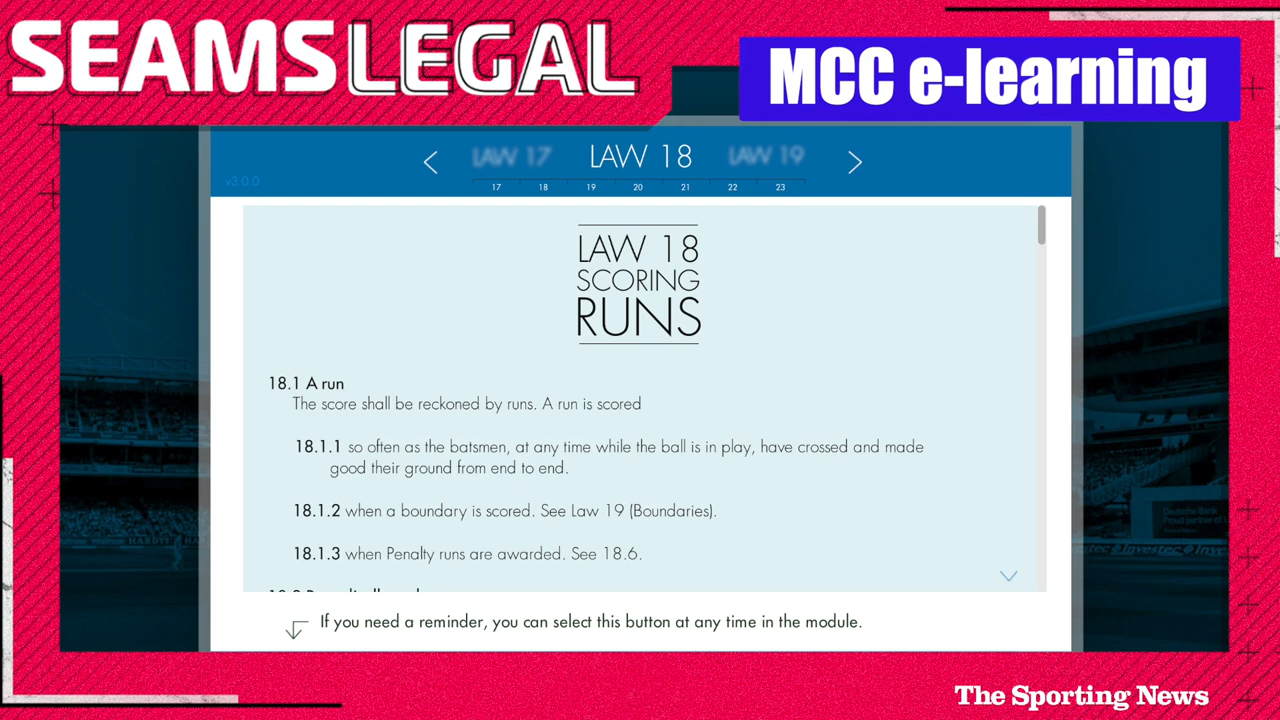 SEAMSLEGAL
MCC e-learning
LAW 17 LAW 18 LAW 19
v3.0.0
17 18 19 20 21 22 23
LAW 18
SCORING
RUNS
18.1 A run
The score shall be reckoned by runs. A run is scored
18.1.1 so often as the batsmen, at any time while the ball is in play, have crossed and made
good their ground from end to end.
18.1.2 when a boundary is scored. See Law 19 (Boundaries).
18.1.3 when Penalty runs are awarded. See 18.6.
If you need a reminder, you can select this button at any time in the module.
Deutsche Bank
Investec
The Sporting News